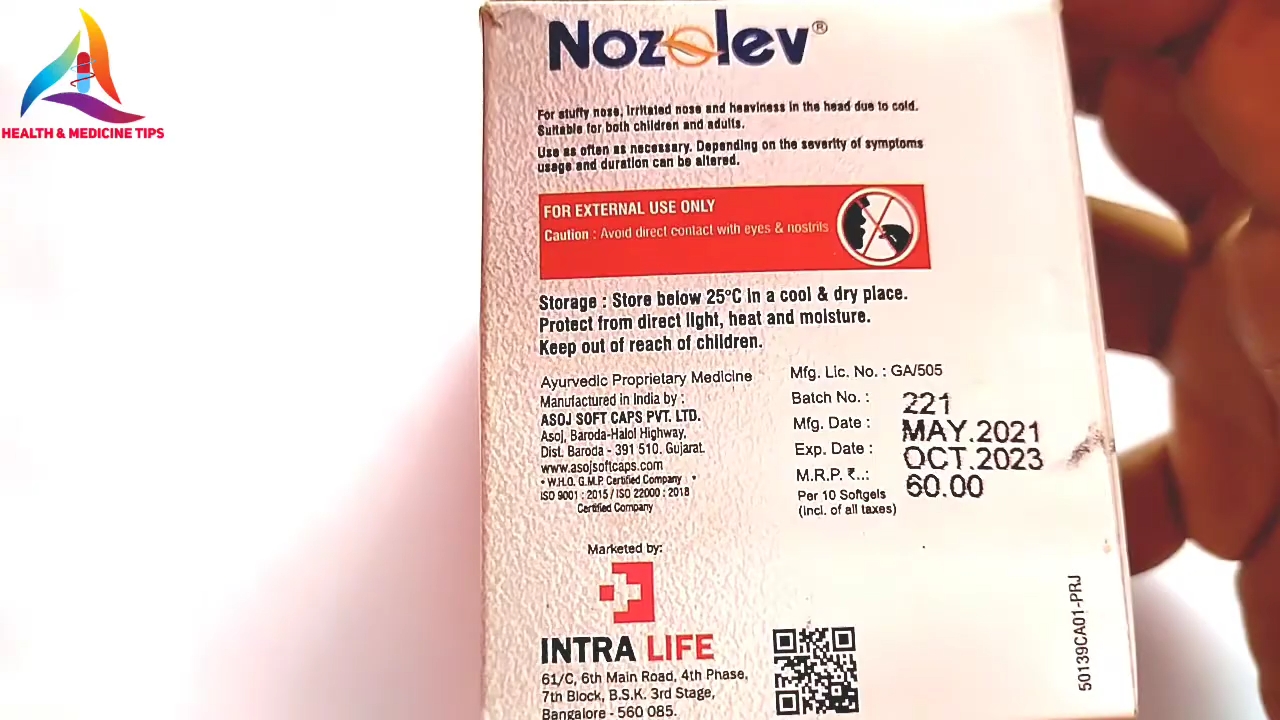 HEALTH & MEDICINE TIPS
Nozolev®
For stuffy nose, irritated nose and heaviness in the head due to cold.
Suitable for both children and adults.
Use as often as necessary. Depending on the severity of symptoms
usage and duration can be altered.
FOR EXTERNAL USE ONLY
Caution : Avoid direct contact with eyes & nostrils
Storage : Store below 25°C in a cool & dry place.
Protect from direct light, heat and moisture.
Keep out of reach of children.
Ayurvedic Proprietary Medicine
Manufactured in India by :
ASOJ SOFT CAPS PVT. LTD.
Asoj, Baroda-Halol Highway,
Dist. Baroda - 391 510. Gujarat.
www.asojsoftcaps.com
• W.H.O. G.M.P. Certified Company •
ISO 9001 : 2015 / ISO 22000 : 2018
Certified Company
Mfg. Lic. No. : GA/505
Batch No. : 221
Mfg. Date : MAY.2021
Exp. Date : OCT.2023
M.R.P. ₹.: 60.00
Per 10 Softgels
(incl. of all taxes)
Marketed by:
INTRA LIFE
61/C, 6th Main Road, 4th Phase,
7th Block, B.S.K. 3rd Stage,
Bangalore - 560 085.
50139CA01-PRJ